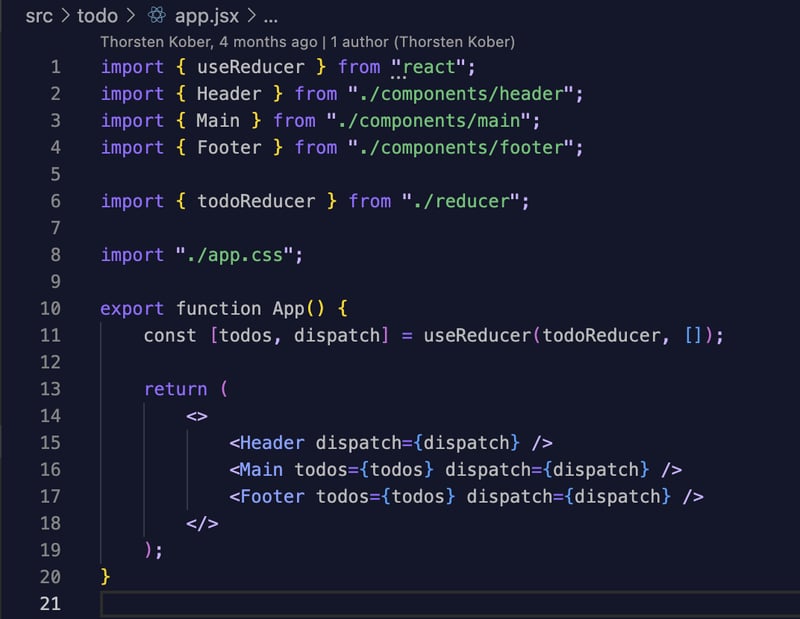 src > todo > app.jsx > ...
Thorsten Kober, 4 months ago | 1 author (Thorsten Kober)
1 import { useReducer } from "react";
2 import { Header } from "./components/header";
3 import { Main } from "./components/main";
4 import { Footer } from "./components/footer";
5
6 import { todoReducer } from "./reducer";
7
8 import "./app.css";
9
10 export function App() {
11     const [todos, dispatch] = useReducer(todoReducer, []);
12
13     return (
14         <>
15             <Header dispatch={dispatch} />
16             <Main todos={todos} dispatch={dispatch} />
17             <Footer todos={todos} dispatch={dispatch} />
18         </>
19     );
20 }
21